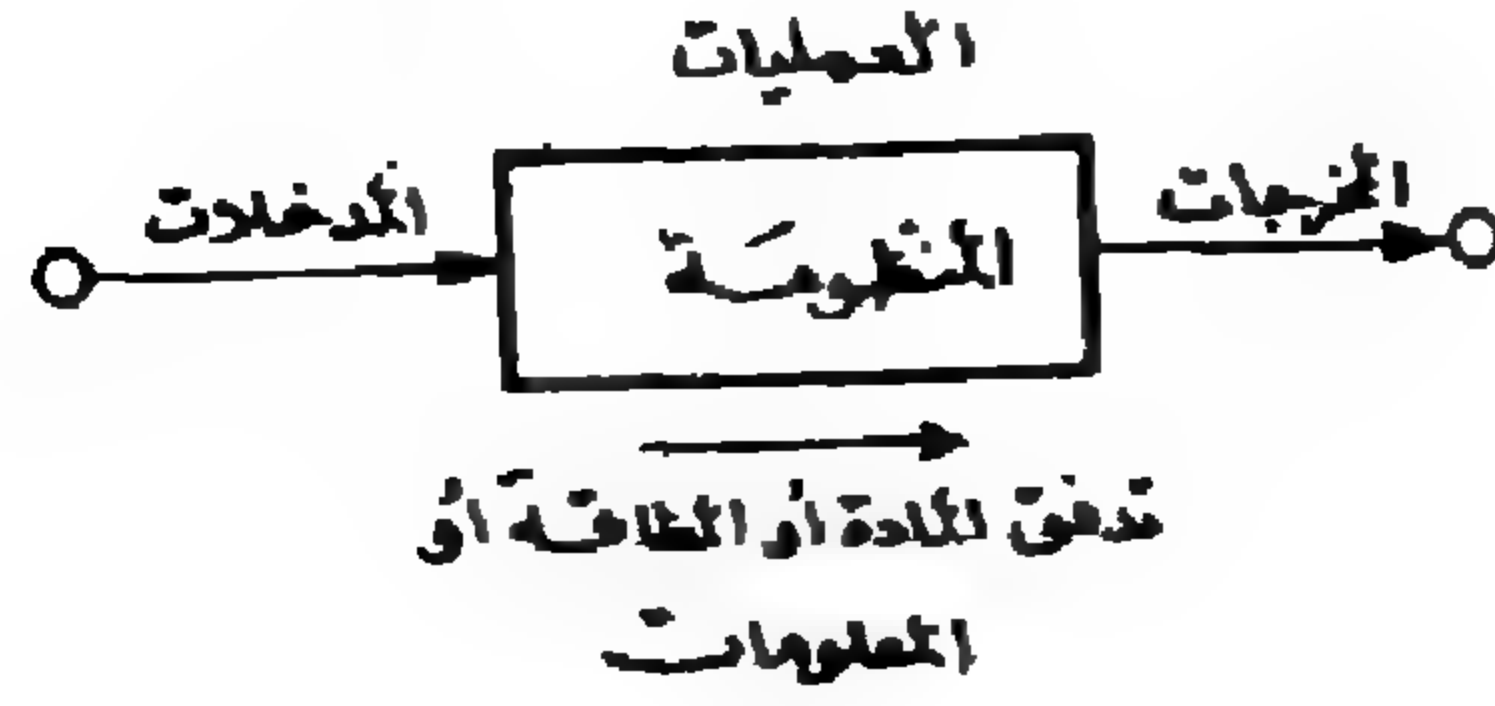 العمليات
المدخلات
المنظومة
المخرجات
تدفق للمادة أو الطاقة أو
المعلومات